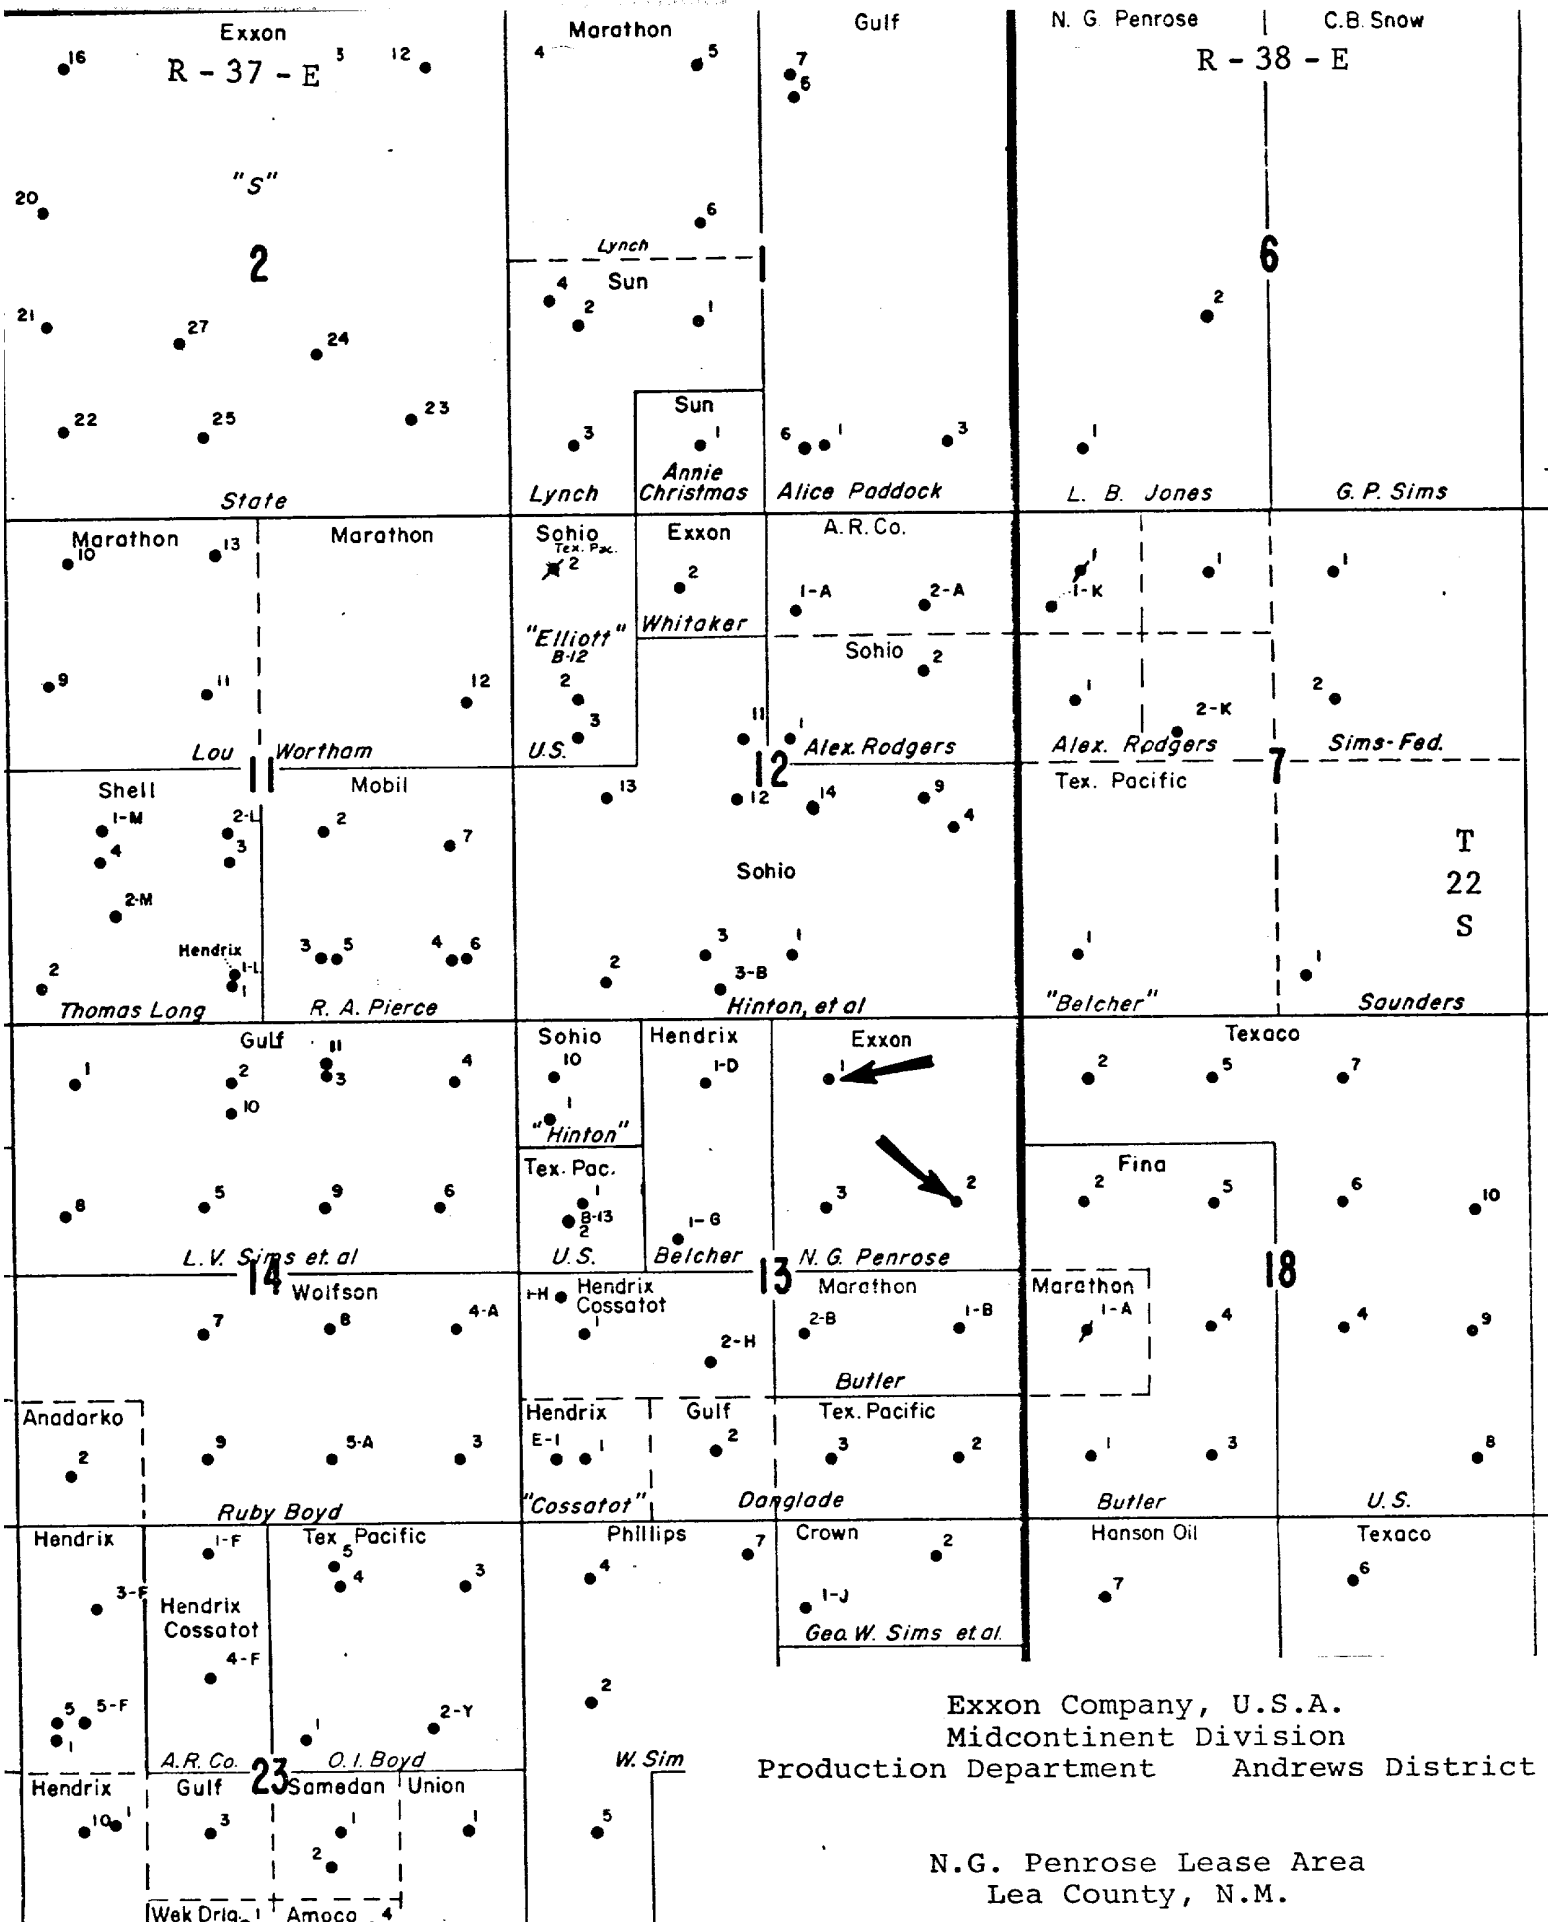 Exxon
Marathon
Gulf
N. G. Penrose
C.B. Snow
R - 37 - E
R - 38 - E
16
3
12
4
5
7
6
"S"
20
6
2
Lynch
1
6
Sun
4
2
1
2
21
27
24
Sun
22
25
23
3
1
6
1
3
1
State
Lynch
Annie
Christmas
Alice Paddock
L. B. Jones
G. P. Sims
Marathon
10
13
Marathon
Sohio
Tex. Pac.
2
Exxon
2
A.R. Co.
1-A
2-A
1
1-K
1
1
"Elliott"
B-12
Whitaker
Sohio
2
9
11
12
2
3
11
1
1
2-K
2
Lou Wortham
U.S.
Alex. Rodgers
Alex. Rodgers
Sims-Fed.
11
12
7
Shell
Mobil
Tex. Pacific
1-M
2-L
2
7
13
12
14
9
4
4
3
T
22
S
Sohio
2-M
Hendrix
1-L
1
2
3
5
4
6
2
3
3-B
1
1
1
Thomas Long
R. A. Pierce
Hinton, et al
"Belcher"
Saunders
Gulf
Sohio
Hendrix
Exxon
Texaco
1
2
10
11
3
4
10
1
1-D
1
2
5
7
"Hinton"
Tex. Pac.
Fina
8
5
9
6
1
B-13
2
1-G
3
2
2
5
6
10
L.V. Sims et. al
U.S.
Belcher
N. G. Penrose
14
13
18
Wolfson
1-H
Hendrix
Cossatot
Marathon
Marathon
7
8
4-A
1
2-H
2-B
1-B
1-A
4
4
9
Butler
Anadarko
Hendrix
Gulf
Tex. Pacific
2
9
5-A
3
E-1
1
2
3
2
1
3
8
Ruby Boyd
"Cossatot"
Danglade
Butler
U.S.
Hendrix
1-F
Tex. Pacific
Phillips
Crown
Hanson Oil
Texaco
5
4
3
4
7
2
7
6
3-F
Hendrix
Cossatot
1-J
Geo. W. Sims et al.
4-F
5
5-F
1
1
2-Y
2
A.R. Co.
O. I. Boyd
W. Sim
23
Hendrix
Gulf
Samedan
Union
10
1
3
1
2
1
5
Wek Drlg.
1
Amoco
4
Exxon Company, U.S.A.
Midcontinent Division
Production Department Andrews District
N.G. Penrose Lease Area
Lea County, N.M.